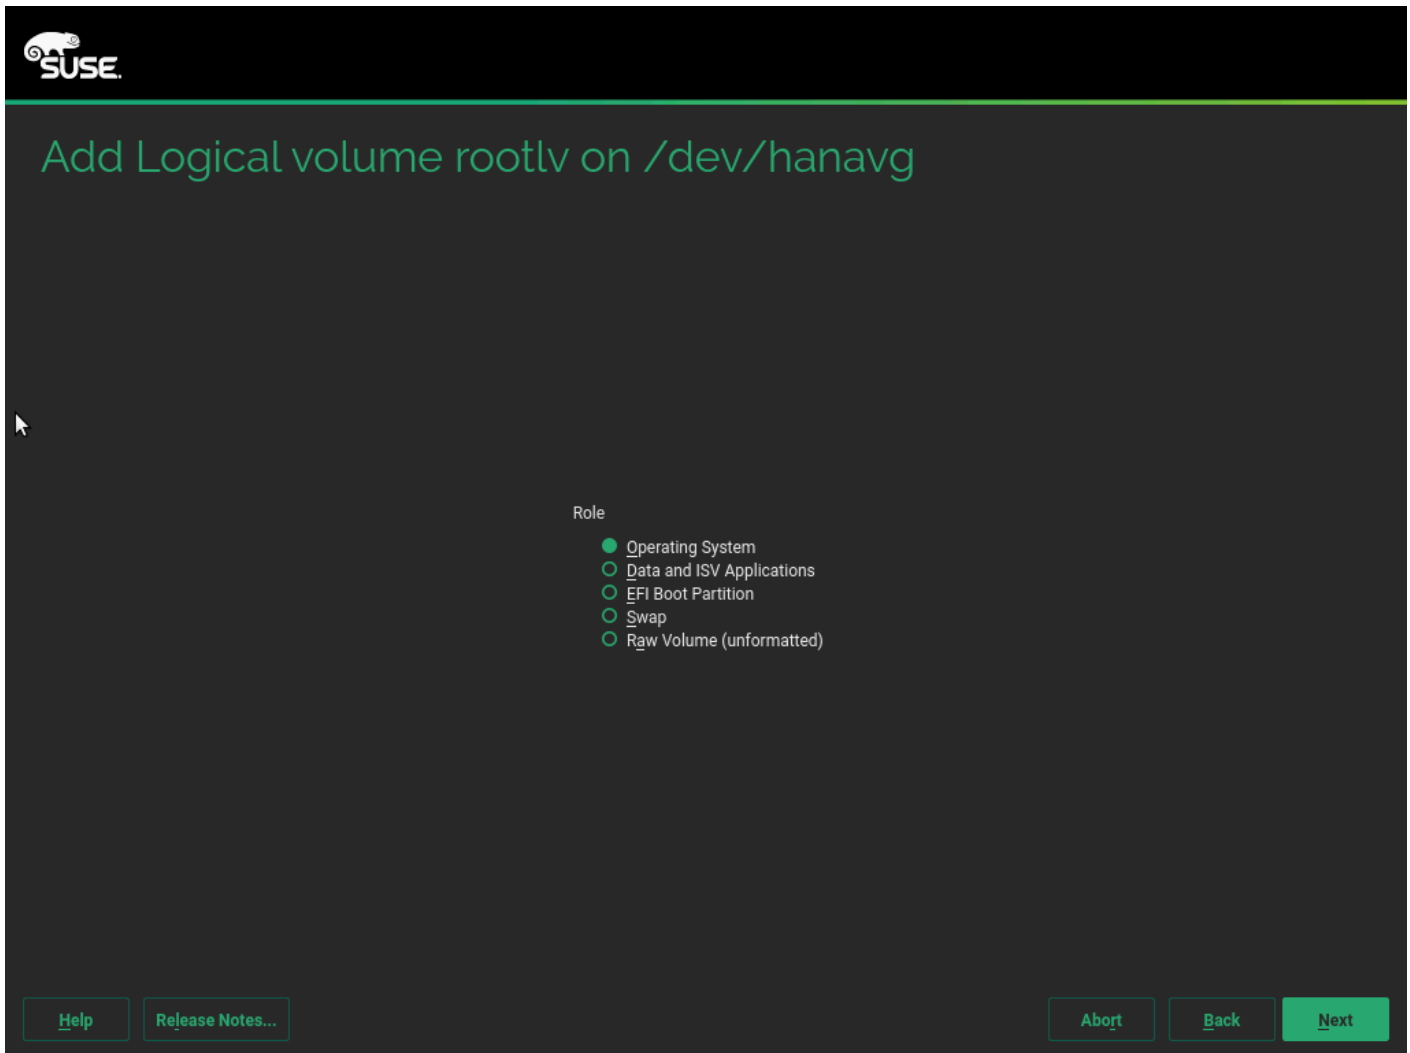 SUSE.
Add Logical volume rootlv on /dev/hanavg
Role
Operating System
Data and ISV Applications
EFI Boot Partition
Swap
Raw Volume (unformatted)
Help Release Notes... Abort Back Next